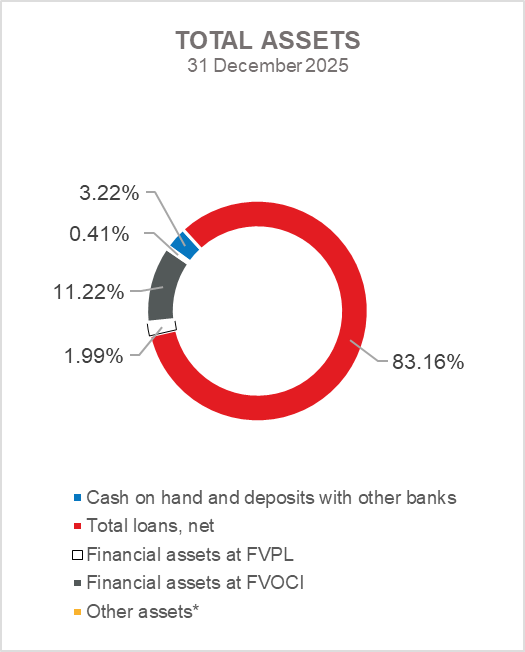 TOTAL ASSETS
31 December 2025
3.22%
0.41%
11.22%
1.99%
83.16%
Cash on hand and deposits with other banks
Total loans, net
Financial assets at FVPL
Financial assets at FVOCI
Other assets*